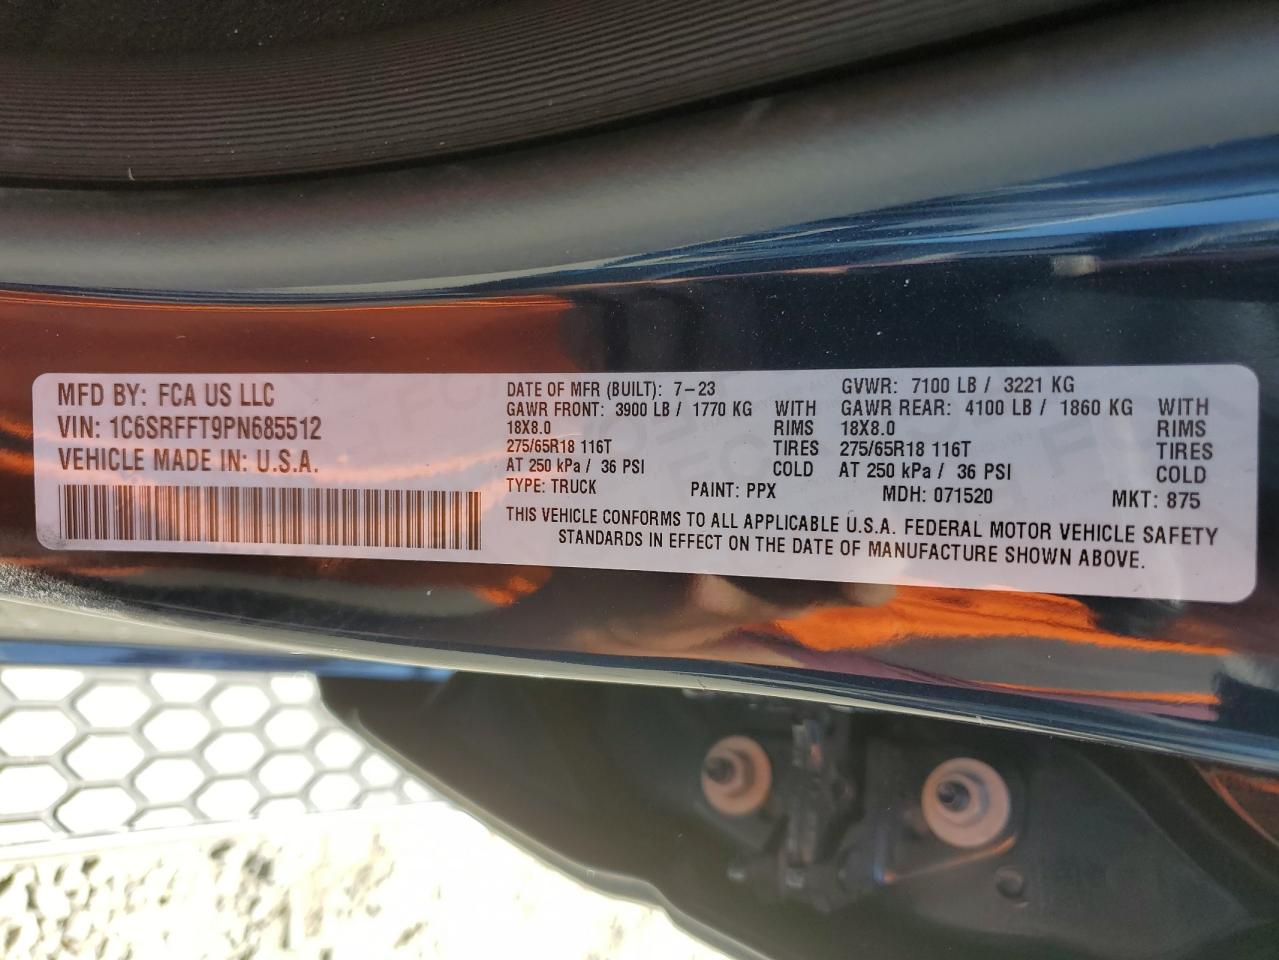 MFD BY: FCA US LLC
VIN: 1C6SRFFT9PN685512
VEHICLE MADE IN: U.S.A.
DATE OF MFR (BUILT): 7-23 GVWR: 7100 LB / 3221 KG
GAWR FRONT: 3900 LB / 1770 KG WITH GAWR REAR: 4100 LB / 1860 KG WITH
18X8.0 RIMS 18X8.0 RIMS
275/65R18 116T TIRES 275/65R18 116T TIRES
AT 250 kPa / 36 PSI COLD AT 250 kPa / 36 PSI COLD
TYPE: TRUCK PAINT: PPX MDH: 071520 MKT: 875
THIS VEHICLE CONFORMS TO ALL APPLICABLE U.S.A. FEDERAL MOTOR VEHICLE SAFETY
STANDARDS IN EFFECT ON THE DATE OF MANUFACTURE SHOWN ABOVE.